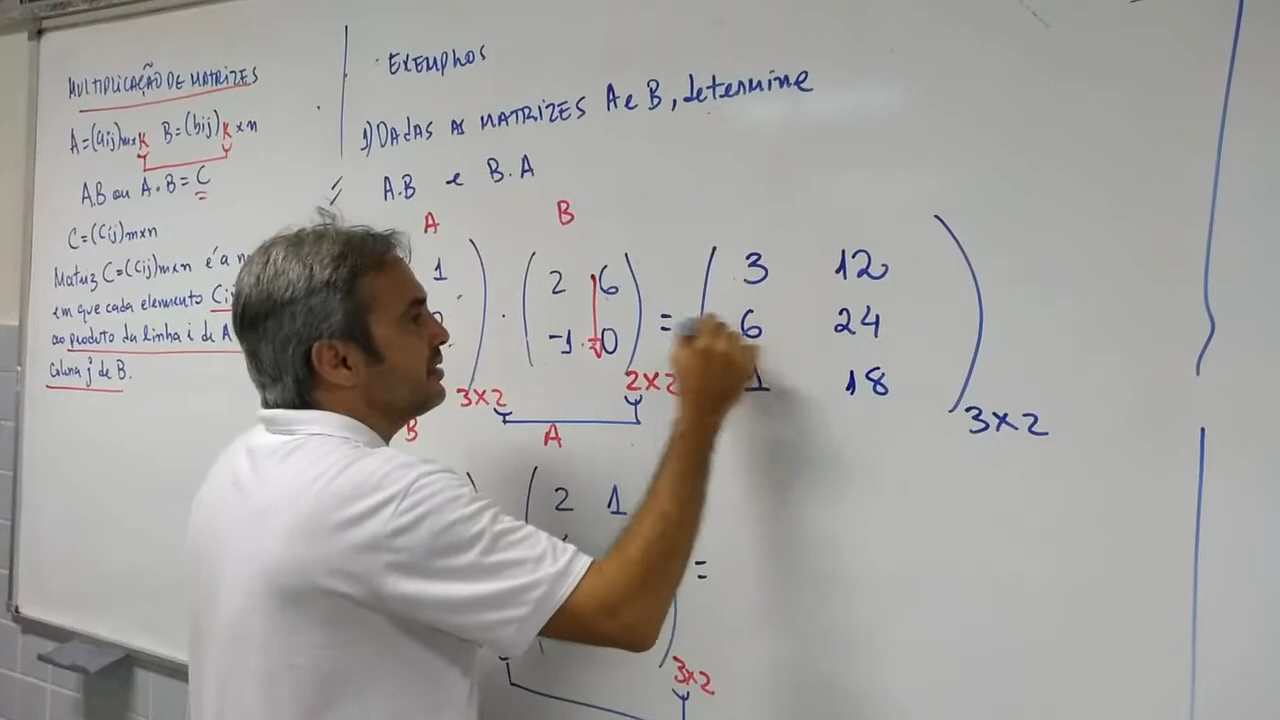 MULTIPLICAÇÃO DE MATRIZES
A=(aij)mxK B=(bij)Kxn
A.B ou A.B=C
C=(Cij)mxn
Matriz C=(Cij)mxn é a
em que cada elemento
ao produto da linha i de A
Coluna j de B.
Exemplos
1) DadAS AS MATRIZES A e B, determine
A.B e B.A
A B
1 2 6 3 12
. = 6 24
-1 0 1 18
3x2 2x2 3x2
B A
2 1
=
3x2